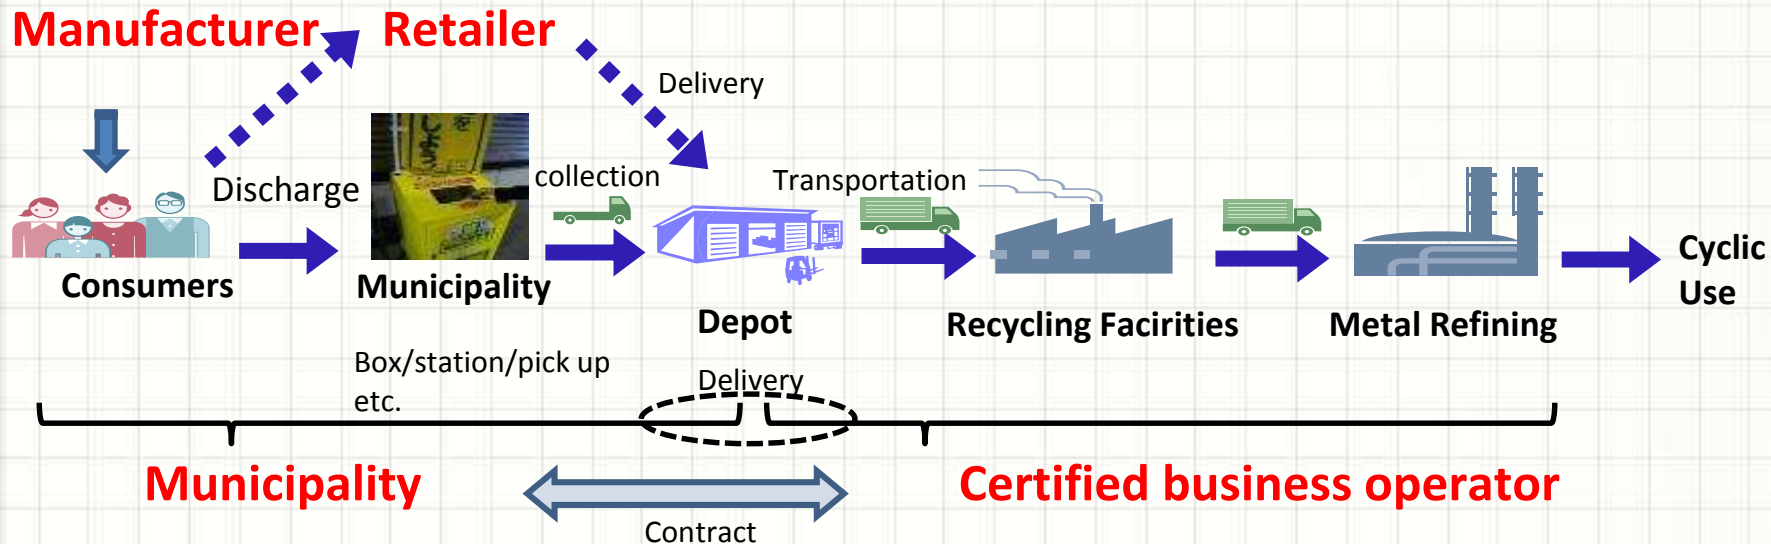 Manufacturer
Retailer
Delivery
Discharge
collection
Transportation
Consumers
Municipality
Depot
Recycling Facirities
Metal Refining
Cyclic
Use
Box/station/pick up
etc.
Delivery
Municipality
Contract
Certified business operator